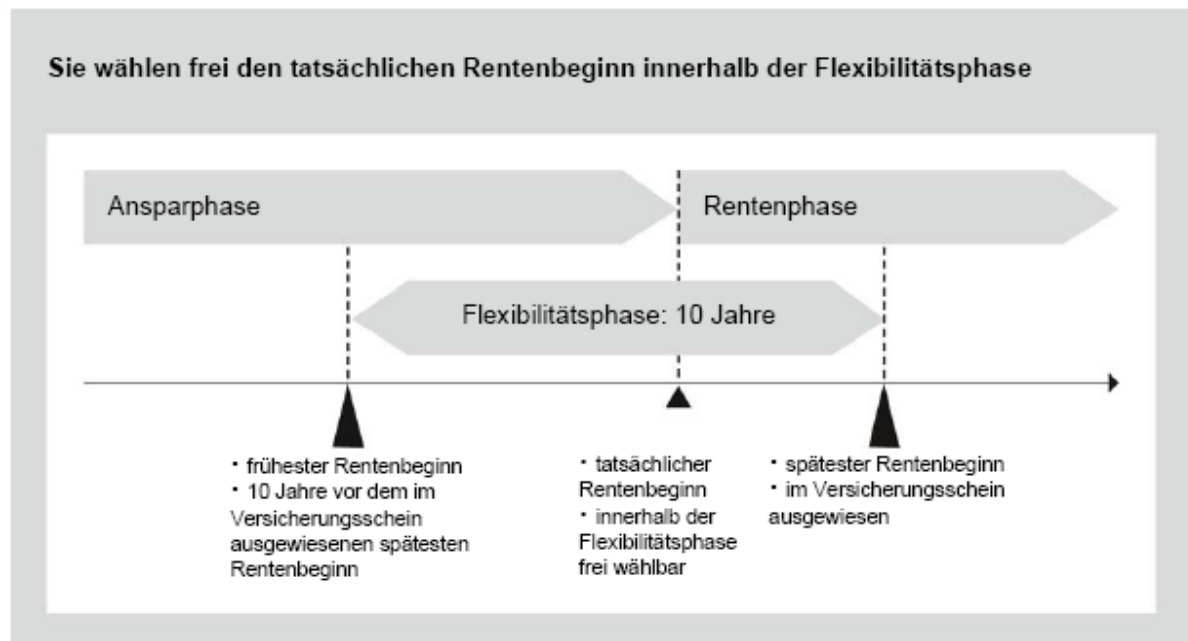 Sie wählen frei den tatsächlichen Rentenbeginn innerhalb der Flexibilitätsphase
Ansparphase
Rentenphase
Flexibilitätsphase: 10 Jahre
· frühester Rentenbeginn
· 10 Jahre vor dem im
Versicherungsschein
ausgewiesenen spätesten
Rentenbeginn
· tatsächlicher
Rentenbeginn
· innerhalb der
Flexibilitätsphase
frei wählbar
· spätester Rentenbeginn
· im Versicherungsschein
ausgewiesen